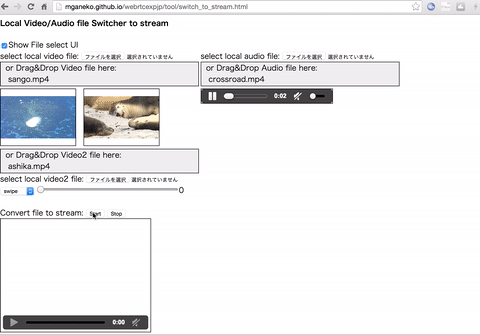 mganeko.github.io/webrtcexpjp/tool/switch_to_stream.html
Local Video/Audio file Switcher to stream
Show File select UI
select local video file: ファイルを選択 選択されていません
select local audio file: ファイルを選択 選択されていません
or Drag&Drop Video file here:
sango.mp4
or Drag&Drop Audio file here:
crossroad.mp4
0:02
or Drag&Drop Video2 file here:
ashika.mp4
select local video2 file: ファイルを選択 選択されていません
swipe
0
Convert file to stream: Start Stop
0:00